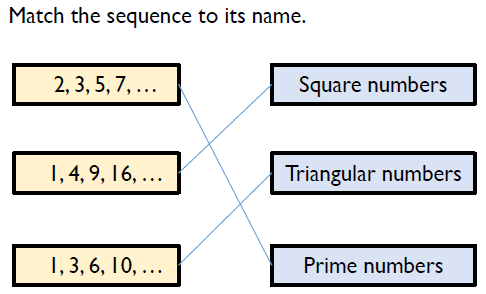 Match the sequence to its name.
2, 3, 5, 7, …
Square numbers
1, 4, 9, 16, …
Triangular numbers
1, 3, 6, 10, …
Prime numbers